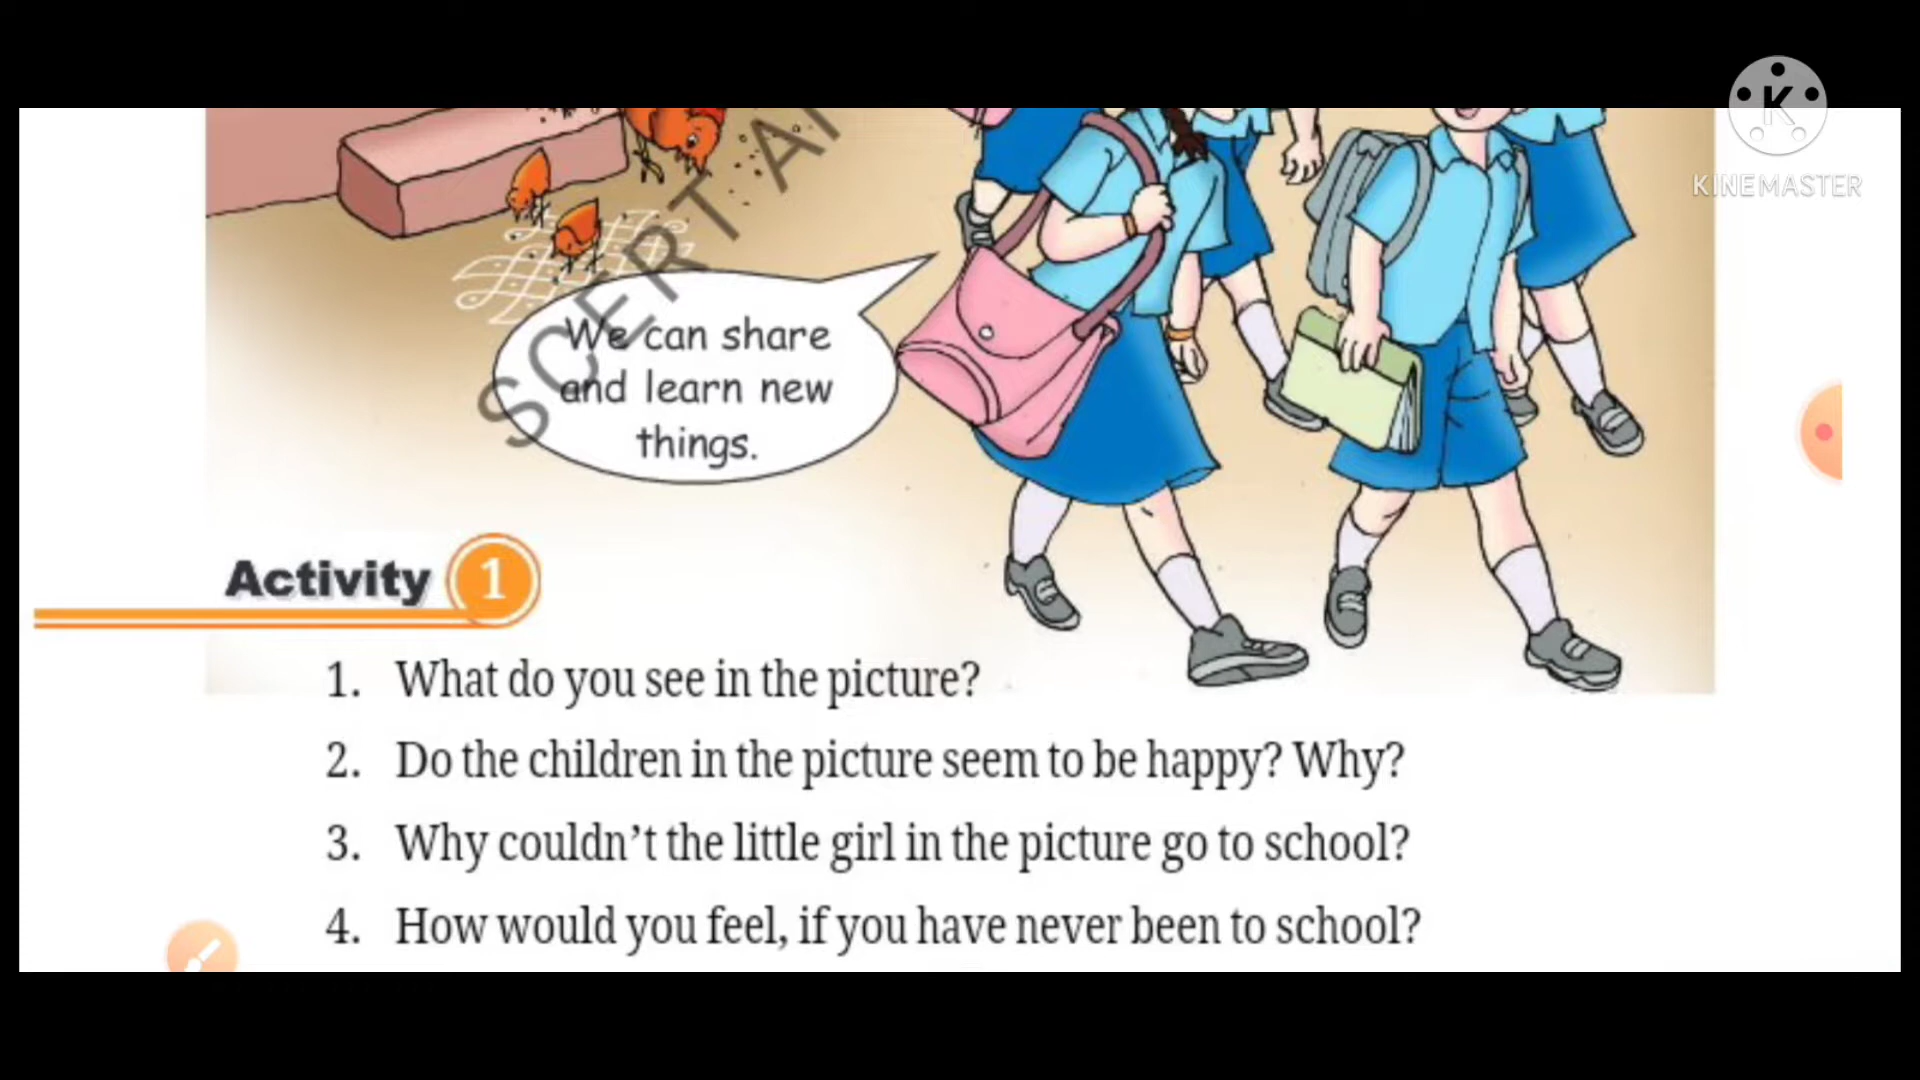 KINEMASTER
SCERT
We can share
and learn new
things.
Activity 1
1. What do you see in the picture?
2. Do the children in the picture seem to be happy? Why?
3. Why couldn’t the little girl in the picture go to school?
4. How would you feel, if you have never been to school?